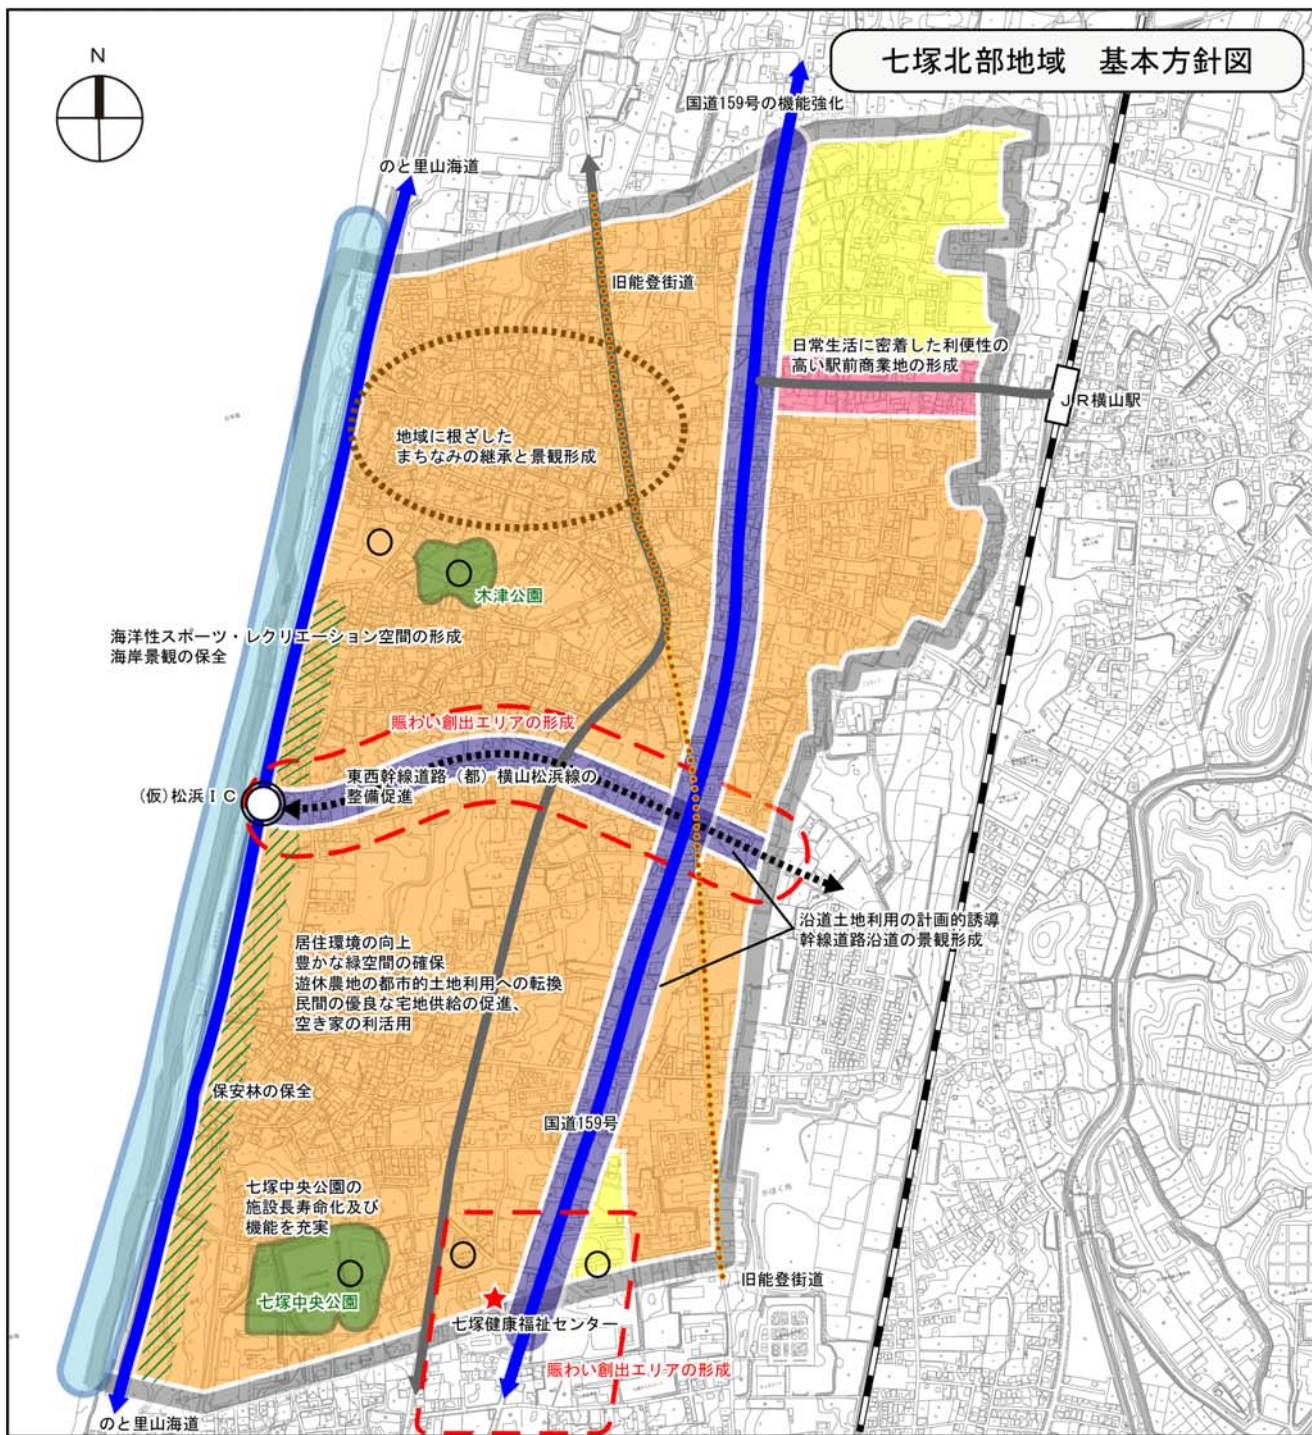 七塚北部地域　基本方針図
N
国道159号の機能強化
のと里山海道
旧能登街道
日常生活に密着した利便性の
高い駅前商業地の形成
ＪＲ横山駅
地域に根ざした
まちなみの継承と景観形成
木津公園
海洋性スポーツ・レクリエーション空間の形成
海岸景観の保全
賑わい創出エリアの形成
東西幹線道路（都）横山松浜線の
整備促進
(仮)松浜ＩＣ
沿道土地利用の計画的誘導
幹線道路沿道の景観形成
居住環境の向上
豊かな緑空間の確保
遊休農地の都市的土地利用への転換
民間の優良な宅地供給の促進、
空き家の利活用
保安林の保全
国道159号
七塚中央公園の
施設長寿命化及び
機能を充実
七塚中央公園
旧能登街道
七塚健康福祉センター
賑わい創出エリアの形成
のと里山海道